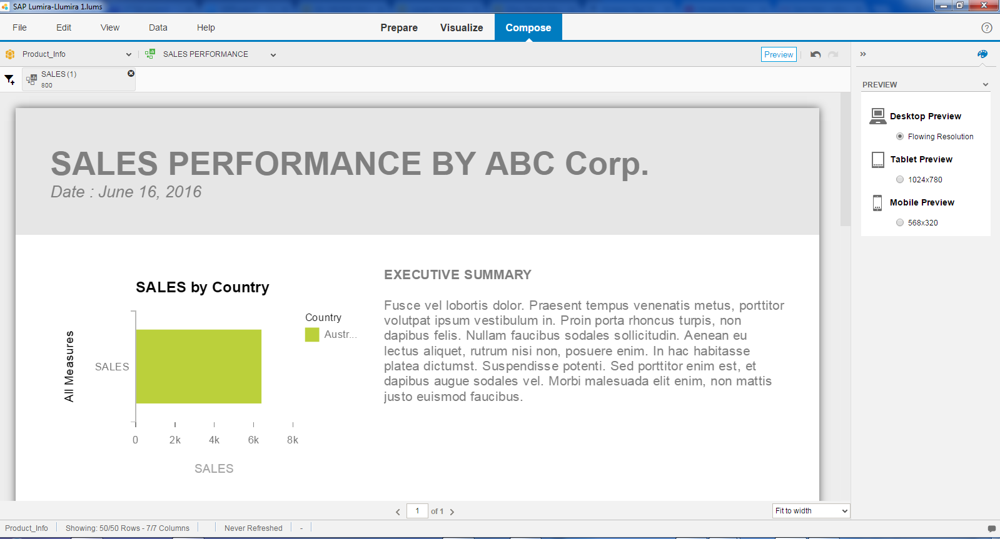 SAP Lumira-Llumira 1.lums
File Edit View Data Help Prepare Visualize Compose
Product_Info SALES PERFORMANCE Preview
SALES (1)
800
PREVIEW
Desktop Preview
Flowing Resolution
Tablet Preview
1024x780
Mobile Preview
568x320
SALES PERFORMANCE BY ABC Corp.
Date : June 16, 2016
SALES by Country
All Measures
SALES
0 2k 4k 6k 8k
SALES
Country
Austr...
EXECUTIVE SUMMARY
Fusce vel lobortis dolor. Praesent tempus venenatis metus, porttitor
volutpat ipsum vestibulum in. Proin porta rhoncus turpis, non
dapibus felis. Nullam faucibus sodales sollicitudin. Aenean eu
lectus aliquet, rutrum nisi non, posuere enim. In hac habitasse
platea dictumst. Suspendisse potenti. Sed porttitor enim est, et
dapibus augue sodales vel. Morbi malesuada elit enim, non mattis
justo euismod faucibus.
1 of 1
Fit to width
Product_Info Showing: 50/50 Rows - 7/7 Columns Never Refreshed -